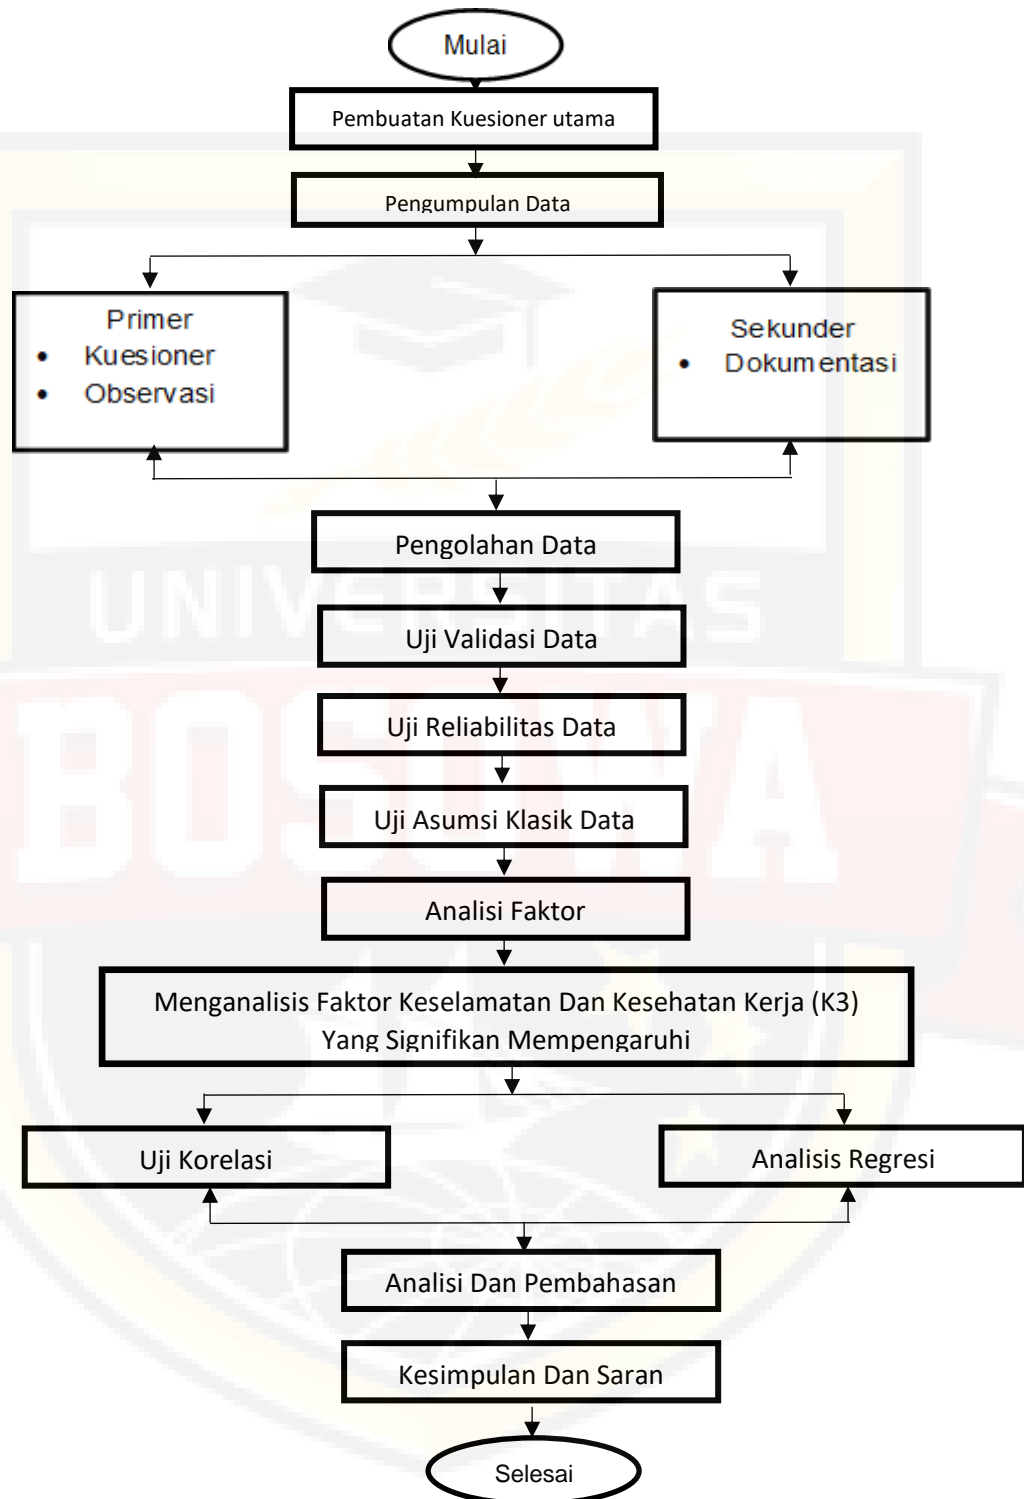 Mulai
Pembuatan Kuesioner utama
Pengumpulan Data
Primer
• Kuesioner
• Observasi
Sekunder
• Dokumentasi
Pengolahan Data
UNIVERSITAS
Uji Validasi Data
Uji Reliabilitas Data
BOSOWA
Uji Asumsi Klasik Data
Analisi Faktor
Menganalisis Faktor Keselamatan Dan Kesehatan Kerja (K3)
Yang Signifikan Mempengaruhi
Uji Korelasi
Analisis Regresi
Analisi Dan Pembahasan
Kesimpulan Dan Saran
Selesai